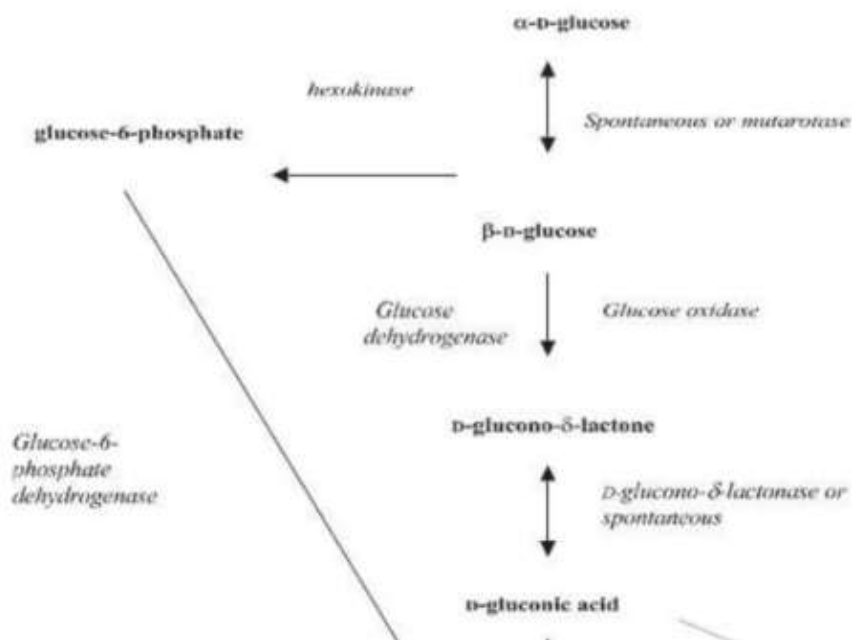 α-D-glucose
hexokinase
Spontaneous or mutarotase
glucose-6-phosphate
β-D-glucose
Glucose
dehydrogenase
Glucose oxidase
D-glucono-δ-lactone
Glucose-6-
phosphate
dehydrogenase
D-glucono-δ-lactonase or
spontaneous
D-gluconic acid